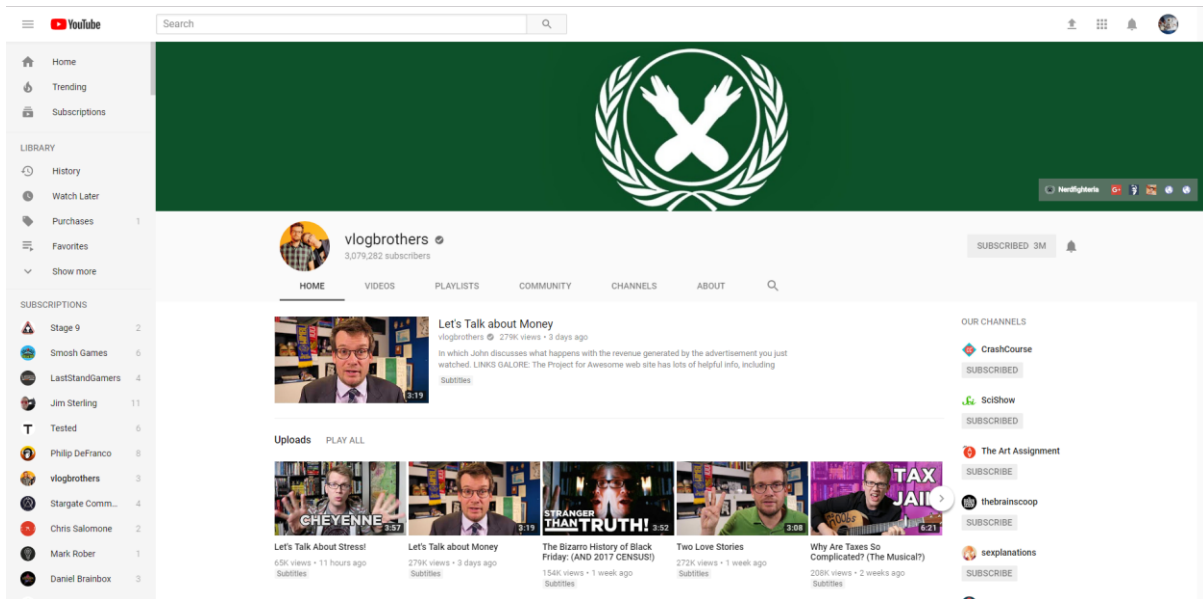 YouTube
Search
Home
Trending
Subscriptions
LIBRARY
History
Watch Later
Purchases 1
Favorites
Show more
SUBSCRIPTIONS
Stage 9 2
Smosh Games 6
LastStandGamers 4
Jim Sterling 11
Tested 6
Philip DeFranco 8
vlogbrothers 3
Stargate Comm... 4
Chris Salomone 2
Mark Rober 1
Daniel Brainbox 3
Nerdfighteria G+
vlogbrothers
3,079,282 subscribers
SUBSCRIBED 3M
HOME VIDEOS PLAYLISTS COMMUNITY CHANNELS ABOUT
3:19
Let's Talk about Money
vlogbrothers 279K views • 3 days ago
In which John discusses what happens with the revenue generated by the advertisement you just
watched. LINKS GALORE: The Project for Awesome web site has lots of helpful info, including
Subtitles
Uploads PLAY ALL
CHEYENNE 3:57
Let's Talk About Stress!
65K views • 11 hours ago
Subtitles
3:19
Let's Talk about Money
279K views • 3 days ago
Subtitles
STRANGER
THAN TRUTH! 3:52
The Bizarro History of Black
Friday: (AND 2017 CENSUS!)
154K views • 1 week ago
Subtitles
3:08
Two Love Stories
272K views • 1 week ago
Subtitles
TAX
JAIL
6:21
Why Are Taxes So
Complicated? (The Musical?)
208K views • 2 weeks ago
Subtitles
OUR CHANNELS
CrashCourse
SUBSCRIBED
Sci SciShow
SUBSCRIBED
The Art Assignment
SUBSCRIBE
thebrainscoop
SUBSCRIBE
sexplanations
SUBSCRIBE